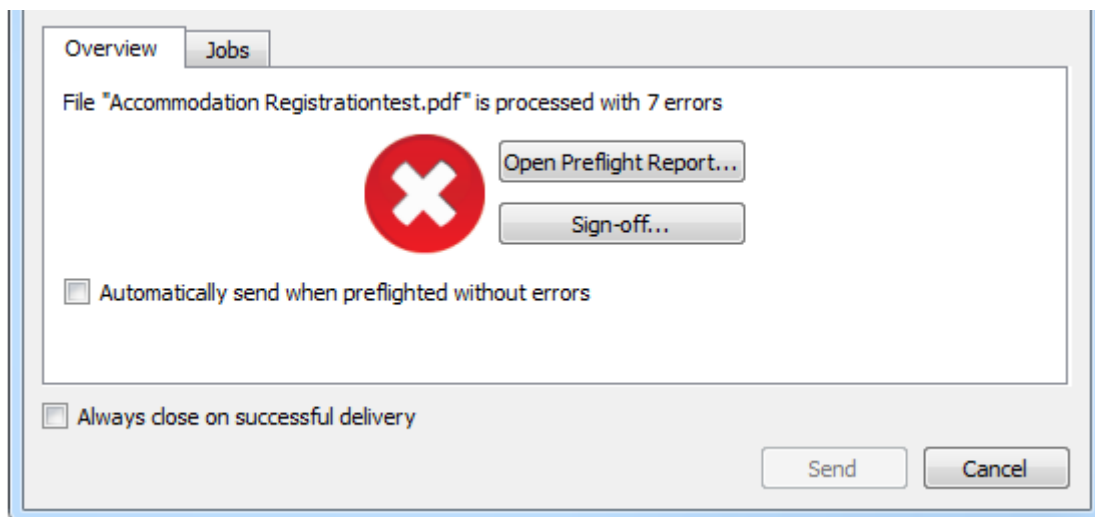 Overview
Jobs
File "Accommodation Registrationtest.pdf" is processed with 7 errors
Open Preflight Report...
Sign-off...
Automatically send when preflighted without errors
Always close on successful delivery
Send
Cancel